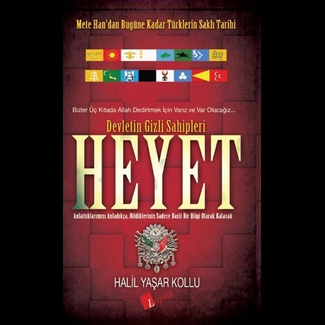 Mete Han'dan Bugüne Kadar Türklerin Saklı Tarihi
Bizler Üç Kıtada Allah Dedirtmek İçin Varız ve Var Olacağız...
Devletin Gizli Sahipleri
HEYET
Anlattıklarımızı Anladıkça, Bildikleriniz Sadece Basit Bir Bilgi Olarak Kalacak
HALİL YAŞAR KOLLU